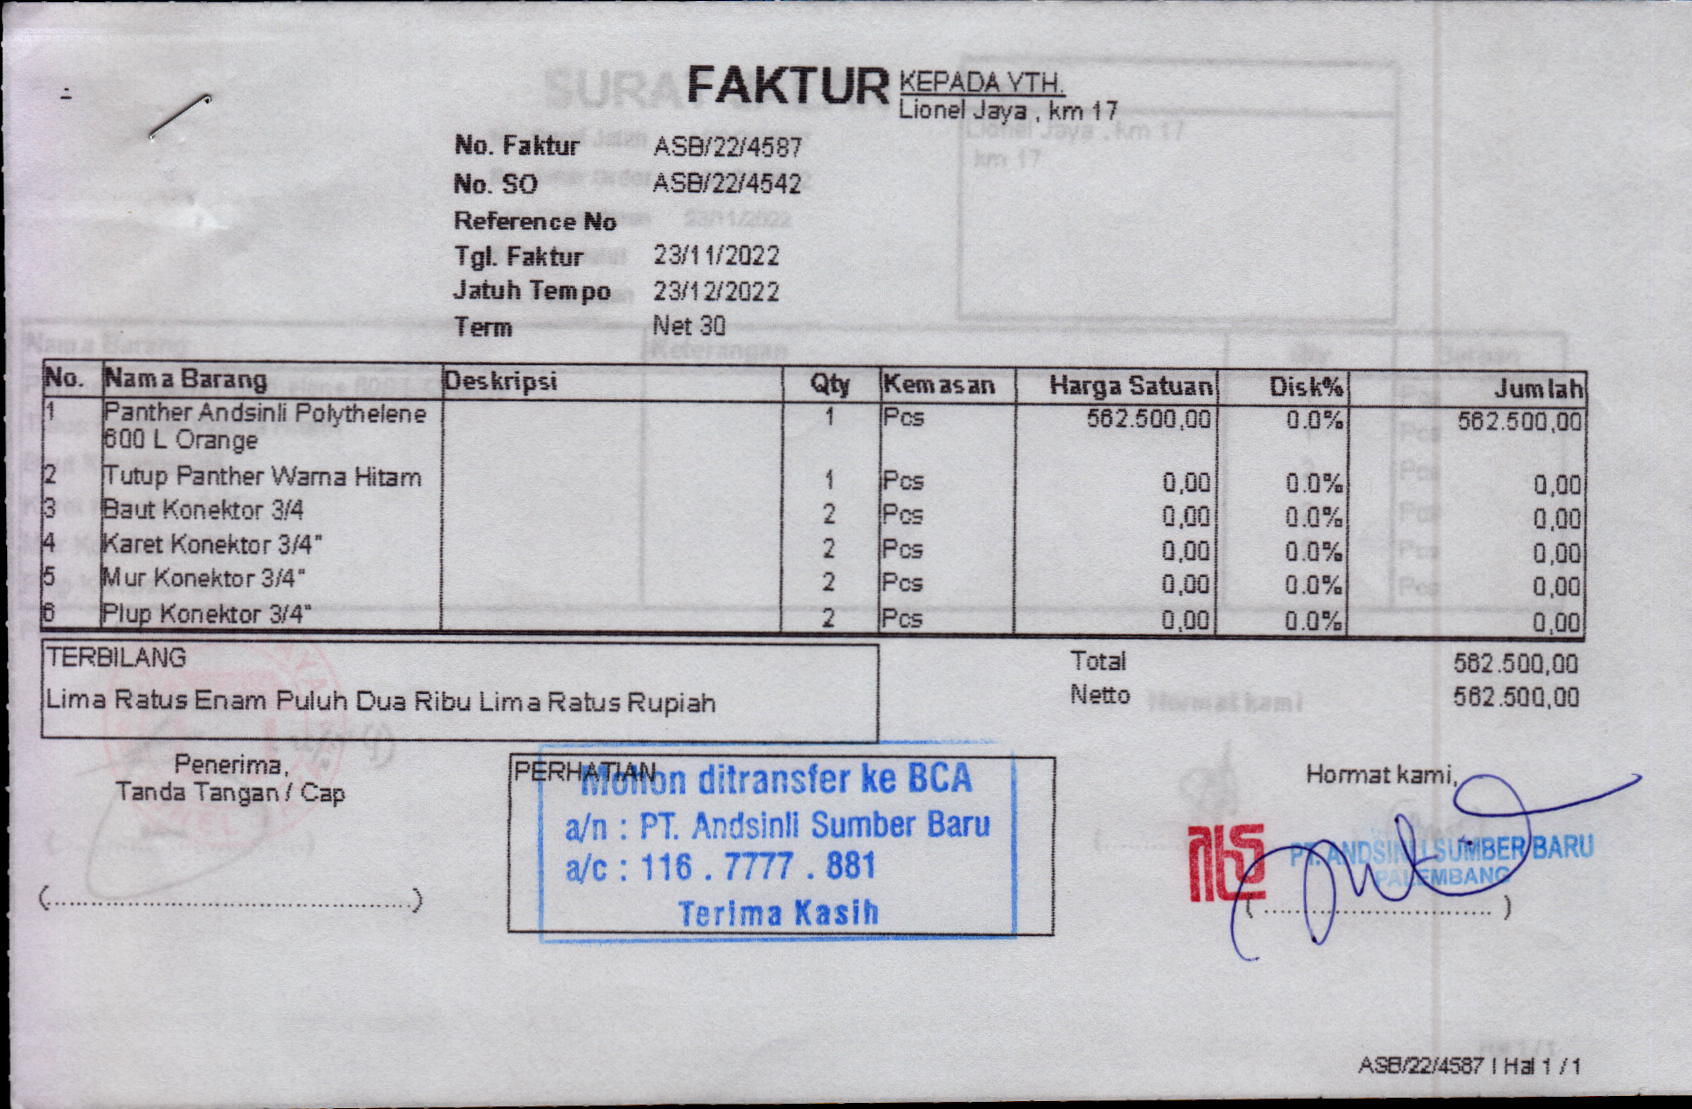 FAKTUR
KEPADA YTH.
Lionel Jaya , km 17
No. Faktur ASB/22/4587
No. SO ASB/22/4542
Reference No
Tgl. Faktur 23/11/2022
Jatuh Tempo 23/12/2022
Term Net 30
No. Nama Barang Deskripsi Qty Kemasan Harga Satuan Disk% Jumlah
1 Panther Andsinli Polythelene 1 Pcs 562.500,00 0.0% 562.500,00
600 L Orange
2 Tutup Panther Warna Hitam 1 Pcs 0,00 0.0% 0,00
3 Baut Konektor 3/4 2 Pcs 0,00 0.0% 0,00
4 Karet Konektor 3/4" 2 Pcs 0,00 0.0% 0,00
5 Mur Konektor 3/4" 2 Pcs 0,00 0.0% 0,00
6 Plup Konektor 3/4" 2 Pcs 0,00 0.0% 0,00
TERBILANG
Lima Ratus Enam Puluh Dua Ribu Lima Ratus Rupiah
Total 562.500,00
Netto 562.500,00
Penerima,
Tanda Tangan / Cap
(............................................)
PERHATIAN
Mohon ditransfer ke BCA
a/n : PT. Andsinli Sumber Baru
a/c : 116 . 7777 . 881
Terima Kasih
Hormat kami,
PT. ANDSINLI SUMBER BARU
PALEMBANG
(..............................)
ASB/22/4587 | Hal 1 / 1